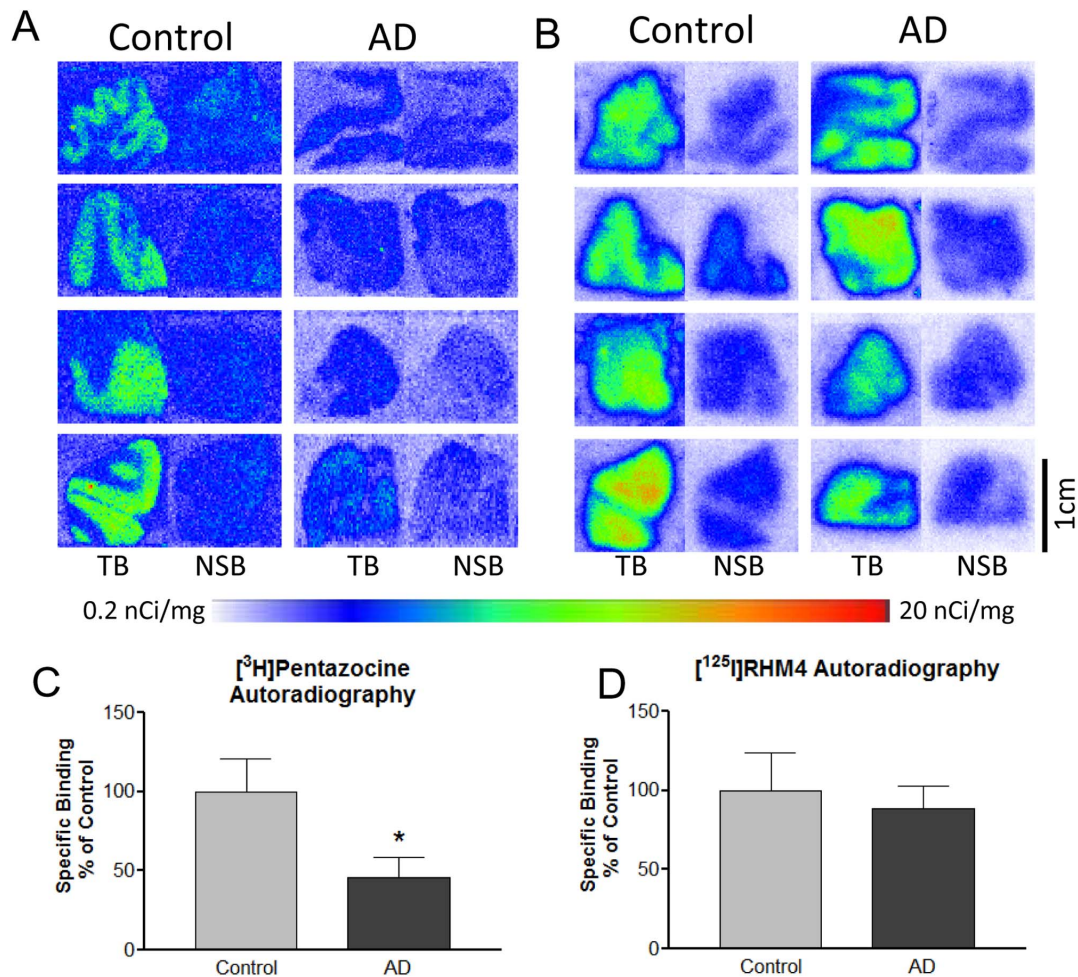 A
Control
AD
B
Control
AD
TB
NSB
TB
NSB
TB
NSB
TB
NSB
1cm
0.2 nCi/mg
20 nCi/mg
C
[³H]Pentazocine
Autoradiography
Specific Binding
% of Control
150
100
50
0
*
Control
AD
D
[¹²⁵I]RHM4 Autoradiography
Specific Binding
% of Control
150
100
50
0
Control
AD